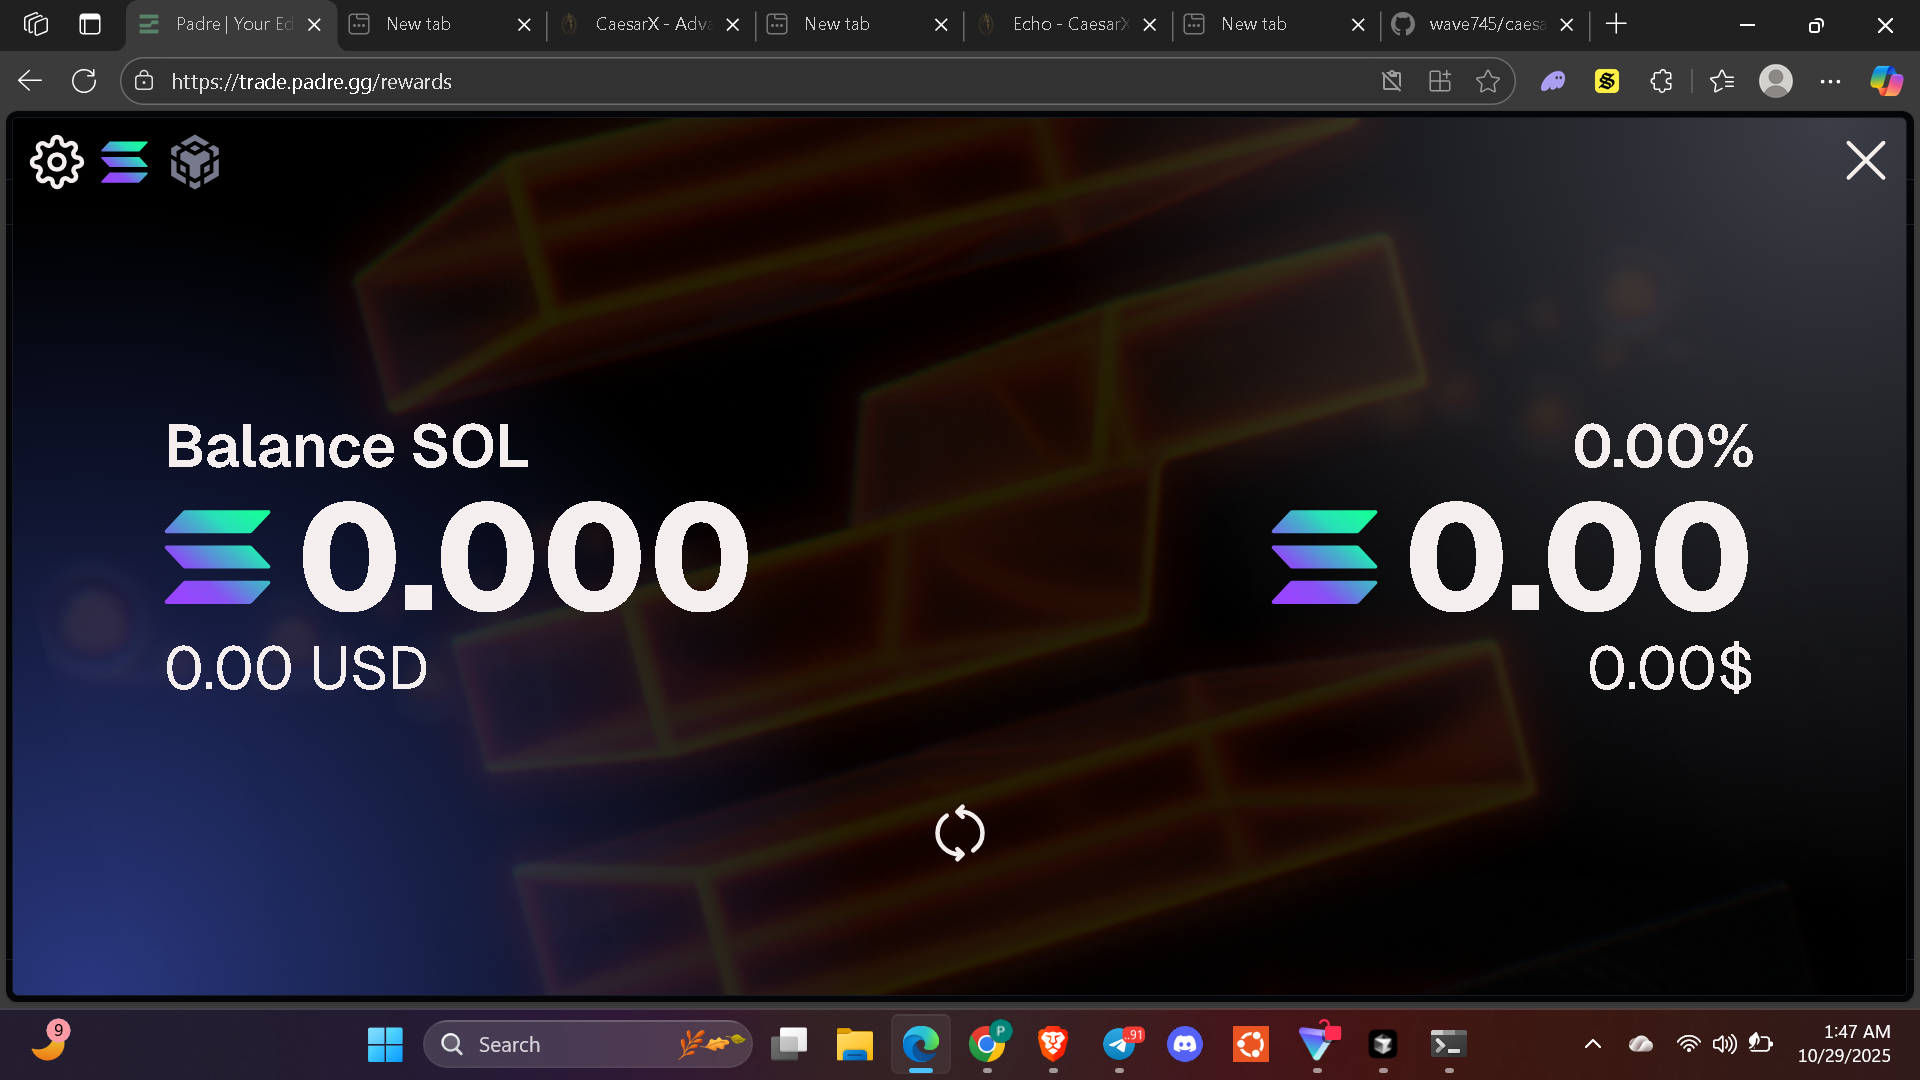 Padre | Your Ed
New tab
CaesarX - Adva
New tab
Echo - CaesarX
New tab
wave745/caesa
https://trade.padre.gg/rewards
Balance SOL
0.000
0.00 USD
0.00%
0.00
0.00$
9
Search
P
91
1:47 AM
10/29/2025